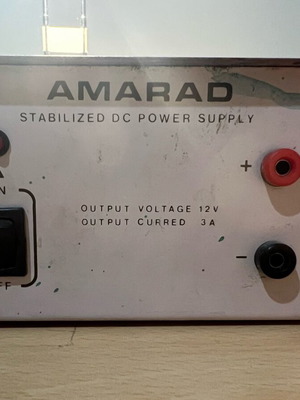 AMARAD
STABILIZED DC POWER SUPPLY
+
OUTPUT VOLTAGE 12V
OUTPUT CURRED 3A
-